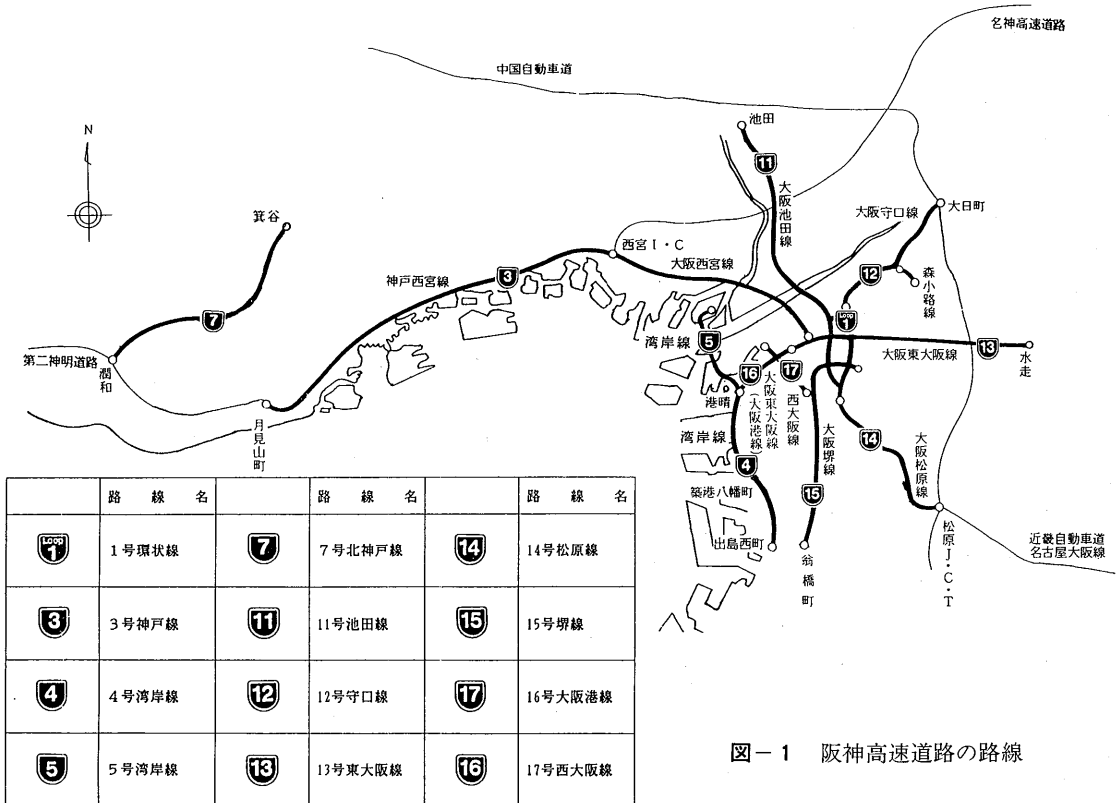 名神高速道路
中国自動車道
N
池田
11
大阪池田線
大阪守口線
大日町
箕谷
西宮I・C
大阪西宮線
12
森小路線
神戸西宮線
3
Loop 1
7
5
湾岸線
大阪東大阪線
13
水走
第二神明道路
潤和
16
17
港晴
大阪東大阪線
(大阪港線)
西大阪線
月見山町
湾岸線
4
大阪堺線
14
大阪松原線
築港八幡町
15
出島西町
翁橋町
松原J・C・T
近畿自動車道
名古屋大阪線
路線名 路線名 路線名
Loop 1 1号環状線 7 7号北神戸線 14 14号松原線
3 3号神戸線 11 11号池田線 15 15号堺線
4 4号湾岸線 12 12号守口線 17 16号大阪港線
5 5号湾岸線 13 13号東大阪線 16 17号西大阪線
図-1 阪神高速道路の路線